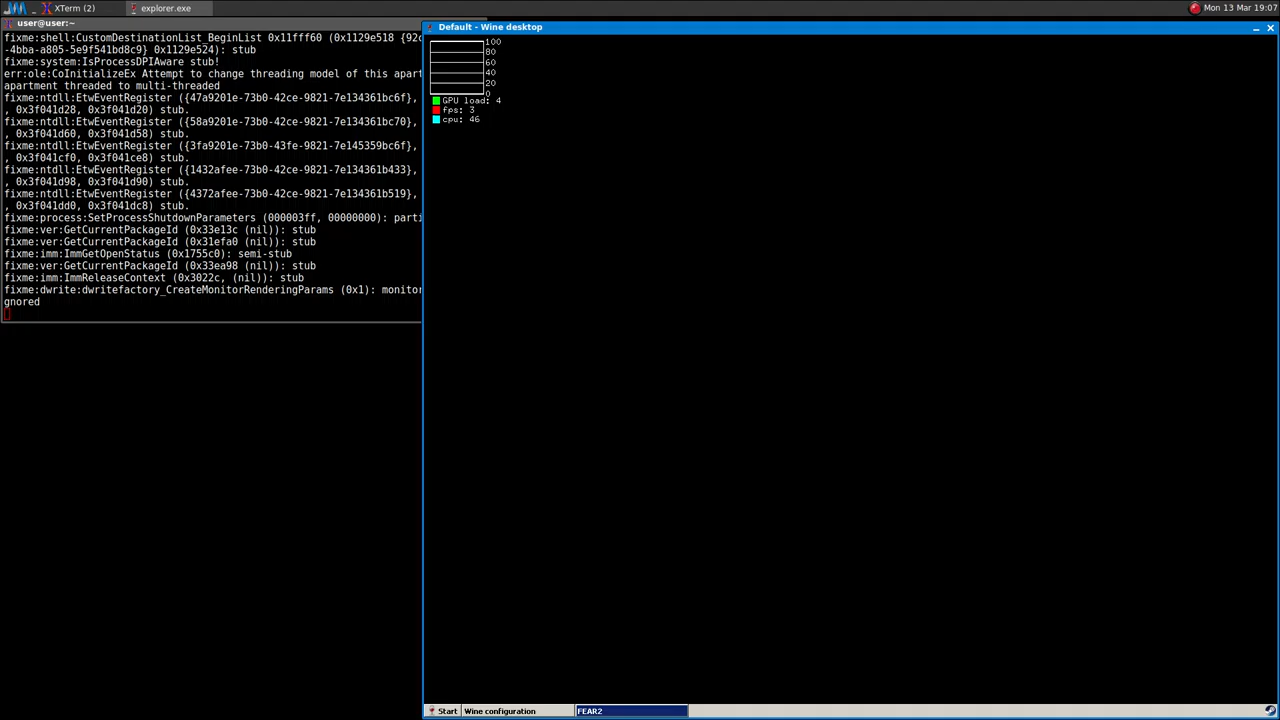 XTerm (2)
explorer.exe
Mon 13 Mar 19:07
user@user:~
fixme:shell:CustomDestinationList_BeginList 0x11fff60 (0x1129e518 {92c
-4bba-a805-5e9f541bd8c9} 0x1129e524): stub
fixme:system:IsProcessDPIAware stub!
err:ole:CoInitializeEx Attempt to change threading model of this apart
apartment threaded to multi-threaded
fixme:ntdll:EtwEventRegister ({47a9201e-73b0-42ce-9821-7e134361bc6f},
, 0x3f041d28, 0x3f041d20) stub.
fixme:ntdll:EtwEventRegister ({58a9201e-73b0-42ce-9821-7e134361bc70},
, 0x3f041d60, 0x3f041d58) stub.
fixme:ntdll:EtwEventRegister ({3fa9201e-73b0-43fe-9821-7e145359bc6f},
, 0x3f041cf0, 0x3f041ce8) stub.
fixme:ntdll:EtwEventRegister ({1432afee-73b0-42ce-9821-7e134361b433},
, 0x3f041d98, 0x3f041d90) stub.
fixme:ntdll:EtwEventRegister ({4372afee-73b0-42ce-9821-7e134361b519},
, 0x3f041dd0, 0x3f041dc8) stub.
fixme:process:SetProcessShutdownParameters (000003ff, 00000000): parti
fixme:ver:GetCurrentPackageId (0x33e13c (nil)): stub
fixme:ver:GetCurrentPackageId (0x31efa0 (nil)): stub
fixme:imm:ImmGetOpenStatus (0x1755c0): semi-stub
fixme:ver:GetCurrentPackageId (0x33ea98 (nil)): stub
fixme:imm:ImmReleaseContext (0x3022c, (nil)): stub
fixme:dwrite:dwritefactory_CreateMonitorRenderingParams (0x1): monitor
gnored
Default - Wine desktop
100
80
60
40
20
0
GPU load: 4
fps: 3
cpu: 46
Start
Wine configuration
FEAR2